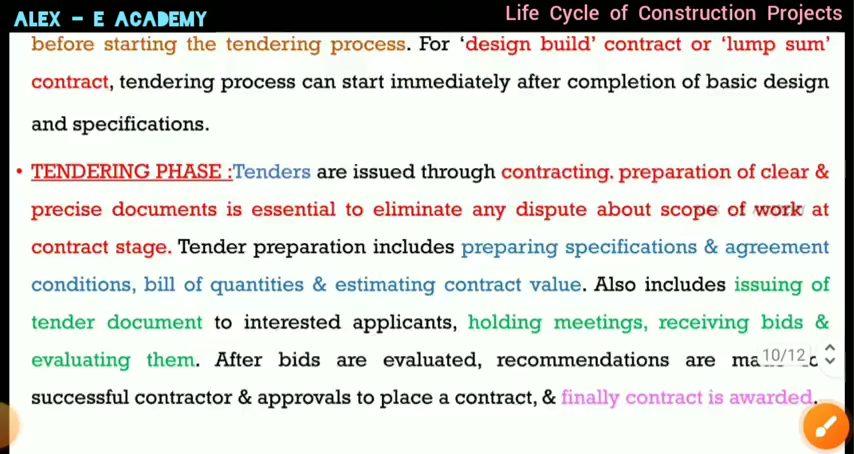 ALEX - E ACADEMY
Life Cycle of Construction Projects
before starting the tendering process. For ‘design build’ contract or ‘lump sum’
contract, tendering process can start immediately after completion of basic design
and specifications.
• TENDERING PHASE :Tenders are issued through contracting. preparation of clear &
precise documents is essential to eliminate any dispute about scope of work at
contract stage. Tender preparation includes preparing specifications & agreement
conditions, bill of quantities & estimating contract value. Also includes issuing of
tender document to interested applicants, holding meetings, receiving bids &
evaluating them. After bids are evaluated, recommendations are
10/12
successful contractor & approvals to place a contract, & finally contract is awarded.